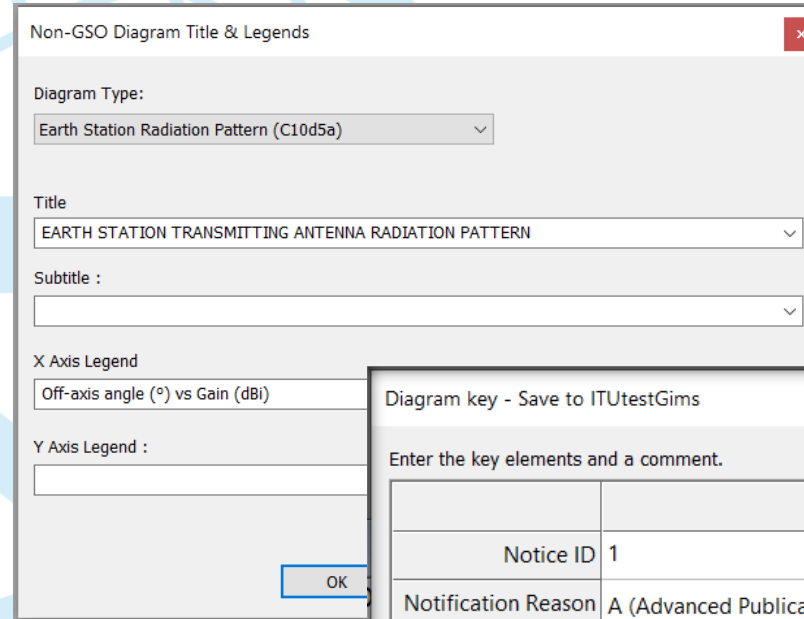 Non-GSO Diagram Title & Legends
Diagram Type:
Earth Station Radiation Pattern (C10d5a)
Title
EARTH STATION TRANSMITTING ANTENNA RADIATION PATTERN
Subtitle :
X Axis Legend
Off-axis angle (º) vs Gain (dBi)
Y Axis Legend :
OK
Diagram key - Save to ITUtestGims
Enter the key elements and a comment.
Notice ID 1
Notification Reason A (Advanced Publica